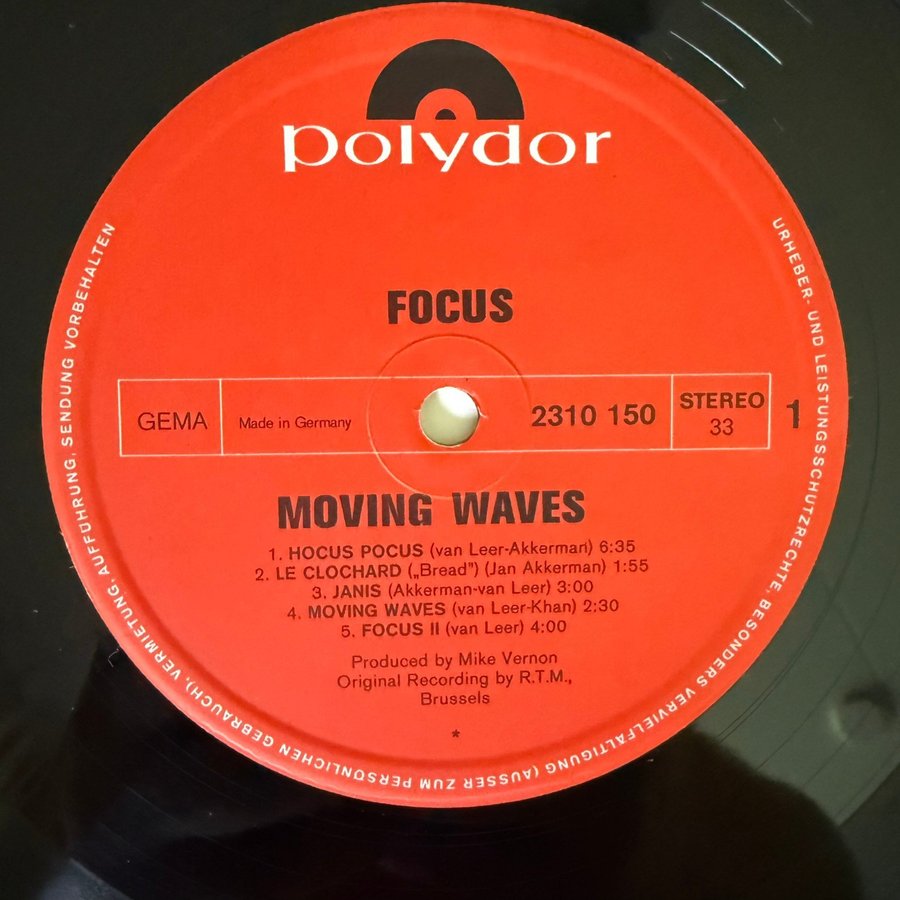 polydor
FOCUS
GEMA
Made in Germany
2310 150
STEREO
33
1
MOVING WAVES
1. HOCUS POCUS (van Leer-Akkerman) 6:35
2. LE CLOCHARD („Bread”) (Jan Akkerman) 1:55
3. JANIS (Akkerman-van Leer) 3:00
4. MOVING WAVES (van Leer-Khan) 2:30
5. FOCUS II (van Leer) 4:00
Produced by Mike Vernon
Original Recording by R.T.M.,
Brussels
*
URHEBER- UND LEISTUNGSSCHUTZRECHTE, BESONDERS VERVIELFÄLTIGUNG (AUSSER ZUM PERSÖNLICHEN GEBRAUCH), VERMIETUNG, AUFFÜHRUNG, SENDUNG VORBEHALTEN